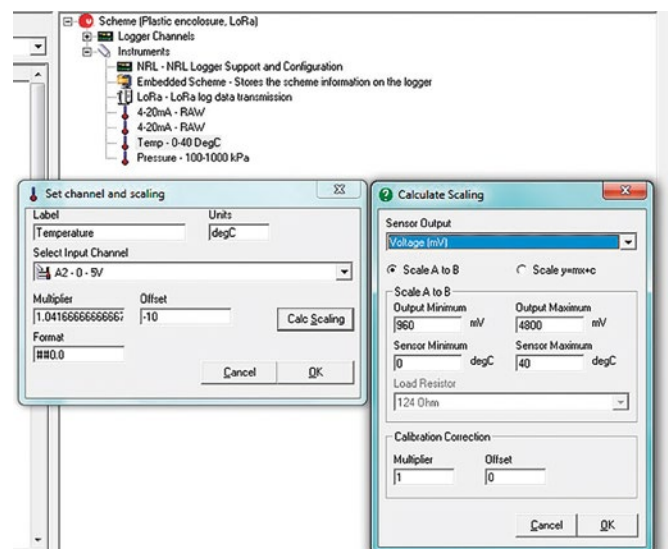 Scheme (Plastic encolosure, LoRa)
Logger Channels
Instruments
NRL - NRL Logger Support and Configuration
Embedded Scheme - Stores the scheme information on the logger
LoRa - LoRa log data transmission
4-20mA - RAW
4-20mA - RAW
Temp - 0-40 DegC
Pressure - 100-1000 kPa
Set channel and scaling
Label Units
Temperature degC
Select Input Channel
A2 - 0 - 5V
Multiplier Offset
1.0416666666666; -10
Calc Scaling
Format
##0.0
Cancel OK
Calculate Scaling
Sensor Output
Voltage (mV)
Scale A to B Scale y=mx+c
Scale A to B
Output Minimum Output Maximum
960 mV 4800 mV
Sensor Minimum Sensor Maximum
0 degC 40 degC
Load Resistor
124 Ohm
Calibration Correction
Multiplier Offset
1 0
Cancel OK